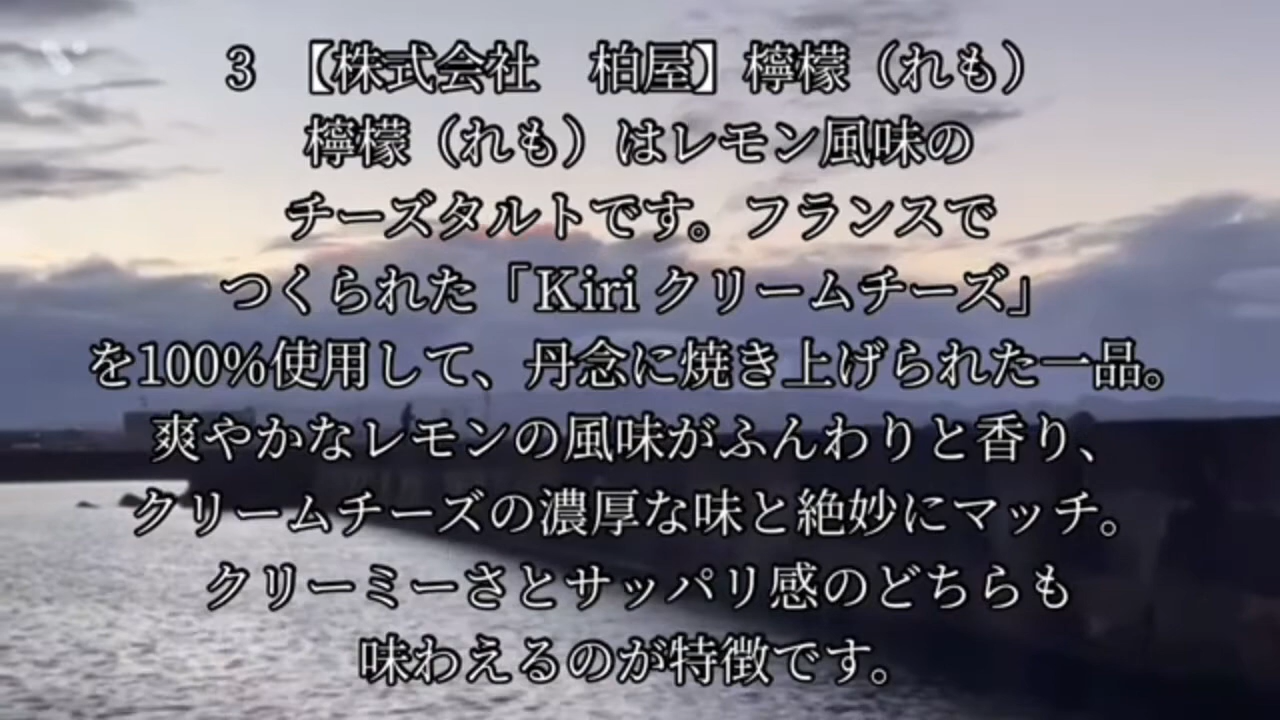 3　【株式会社　柏屋】檸檬（れも）
檸檬（れも）はレモン風味の
チーズタルトです。フランスで
つくられた「Kiri クリームチーズ」
を100%使用して、丹念に焼き上げられた一品。
爽やかなレモンの風味がふんわりと香り、
クリームチーズの濃厚な味と絶妙にマッチ。
クリーミーさとサッパリ感のどちらも
味わえるのが特徴です。